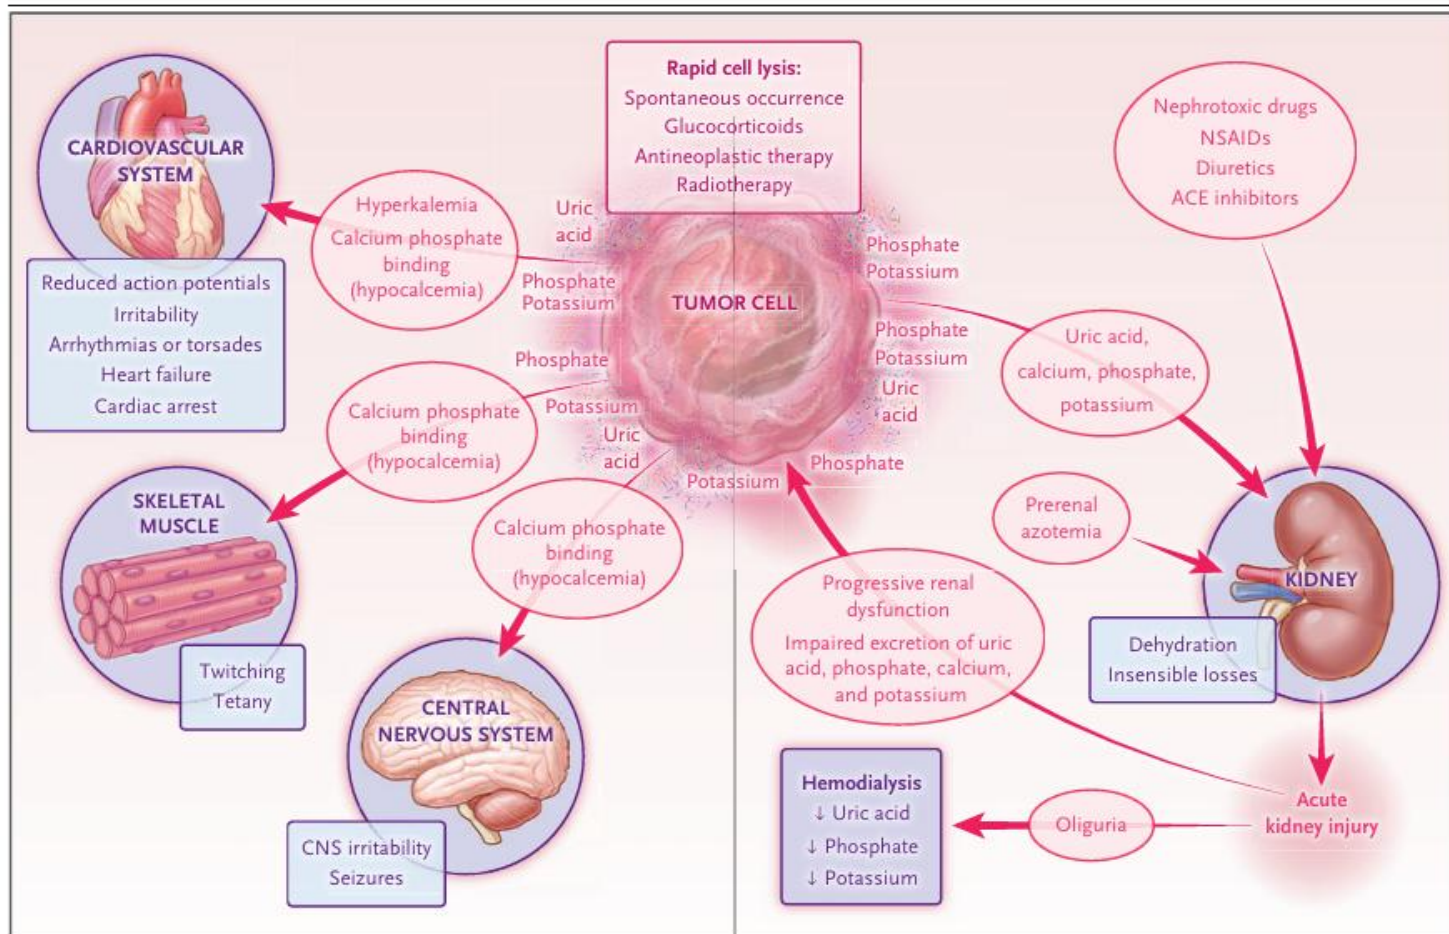 Rapid cell lysis:
Spontaneous occurrence
Glucocorticoids
Antineoplastic therapy
Radiotherapy
CARDIOVASCULAR
SYSTEM
Reduced action potentials
Irritability
Arrhythmias or torsades
Heart failure
Cardiac arrest
Hyperkalemia
Calcium phosphate
binding
(hypocalcemia)
Uric
acid
Phosphate
Potassium
Phosphate
Potassium
Uric
acid
Potassium
Phosphate
TUMOR CELL
Phosphate
Potassium
Phosphate
Potassium
Uric
acid
Calcium phosphate
binding
(hypocalcemia)
SKELETAL
MUSCLE
Twitching
Tetany
Calcium phosphate
binding
(hypocalcemia)
CENTRAL
NERVOUS SYSTEM
CNS irritability
Seizures
Nephrotoxic drugs
NSAIDs
Diuretics
ACE inhibitors
Uric acid,
calcium, phosphate,
potassium
Prerenal
azotemia
KIDNEY
Dehydration
Insensible losses
Progressive renal
dysfunction
Impaired excretion of uric
acid, phosphate, calcium,
and potassium
Acute
kidney injury
Oliguria
Hemodialysis
↓ Uric acid
↓ Phosphate
↓ Potassium